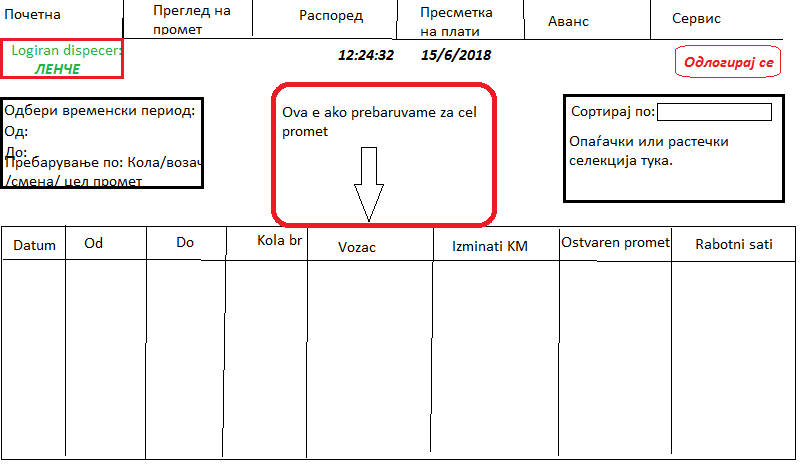 Почетна
Преглед на
промет
Распоред
Пресметка
на плати
Аванс
Сервис
Logiran dispecer:
ЛЕНЧЕ
12:24:32
15/6/2018
Одлогирај се
Одбери временски период:
Од:
До:
Пребарување по: Кола/возач
/смена/ цел промет
Ova e ako prebaruvame za cel
promet
Сортирај по:
Опаѓачки или растечки
селекција тука.
Datum
Od
Do
Kola br
Vozac
Izminati KM
Ostvaren promet
Rabotni sati